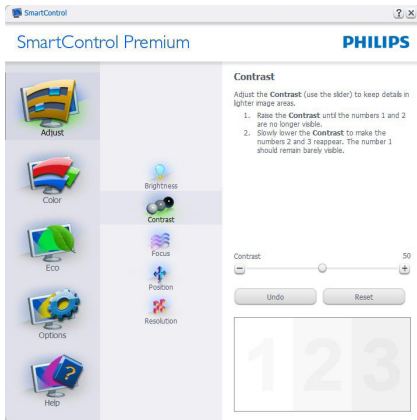 SmartControl
SmartControl Premium
PHILIPS
Adjust
Color
Eco
Options
Help
Brightness
Contrast
Focus
Position
Resolution
Contrast
Adjust the Contrast (use the slider) to keep details in
lighter image areas.
1. Raise the Contrast until the numbers 1 and 2
are no longer visible.
2. Slowly lower the Contrast to make the
numbers 2 and 3 reappear. The number 1
should remain barely visible.
Contrast 50
Undo Reset
1 2 3